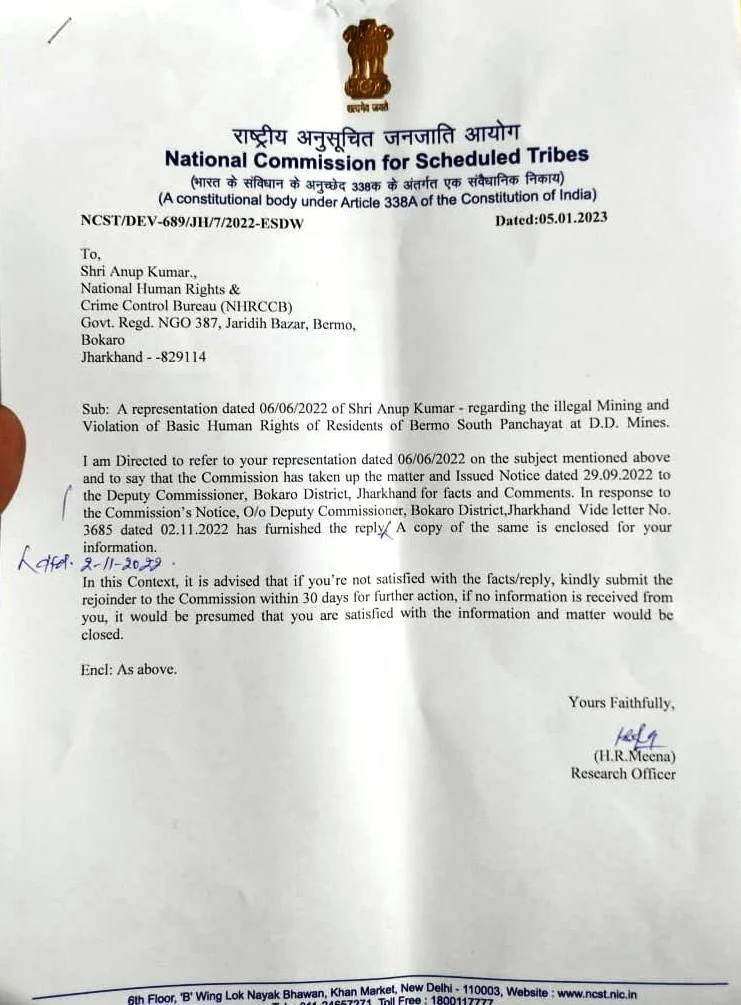 सत्यमेव जयते
राष्ट्रीय अनुसूचित जनजाति आयोग
National Commission for Scheduled Tribes
(भारत के संविधान के अनुच्छेद 338क के अंतर्गत एक संवैधानिक निकाय)
(A constitutional body under Article 338A of the Constitution of India)
NCST/DEV-689/JH/7/2022-ESDW Dated:05.01.2023
To,
Shri Anup Kumar.,
National Human Rights &
Crime Control Bureau (NHRCCB)
Govt. Regd. NGO 387, Jaridih Bazar, Bermo,
Bokaro
Jharkhand - -829114
Sub: A representation dated 06/06/2022 of Shri Anup Kumar - regarding the illegal Mining and
Violation of Basic Human Rights of Residents of Bermo South Panchayat at D.D. Mines.
I am Directed to refer to your representation dated 06/06/2022 on the subject mentioned above
and to say that the Commission has taken up the matter and Issued Notice dated 29.09.2022 to
the Deputy Commissioner, Bokaro District, Jharkhand for facts and Comments. In response to
the Commission's Notice, O/o Deputy Commissioner, Bokaro District,Jharkhand Vide letter No.
3685 dated 02.11.2022 has furnished the reply. A copy of the same is enclosed for your
information.
2-11-2022.
In this Context, it is advised that if you're not satisfied with the facts/reply, kindly submit the
rejoinder to the Commission within 30 days for further action, if no information is received from
you, it would be presumed that you are satisfied with the information and matter would be
closed.
Encl: As above.
Yours Faithfully,
(H.R.Meena)
Research Officer
6th Floor, 'B' Wing Lok Nayak Bhawan, Khan Market, New Delhi - 110003, Website : www.ncst.nic.in
Toll Free : 1800117777